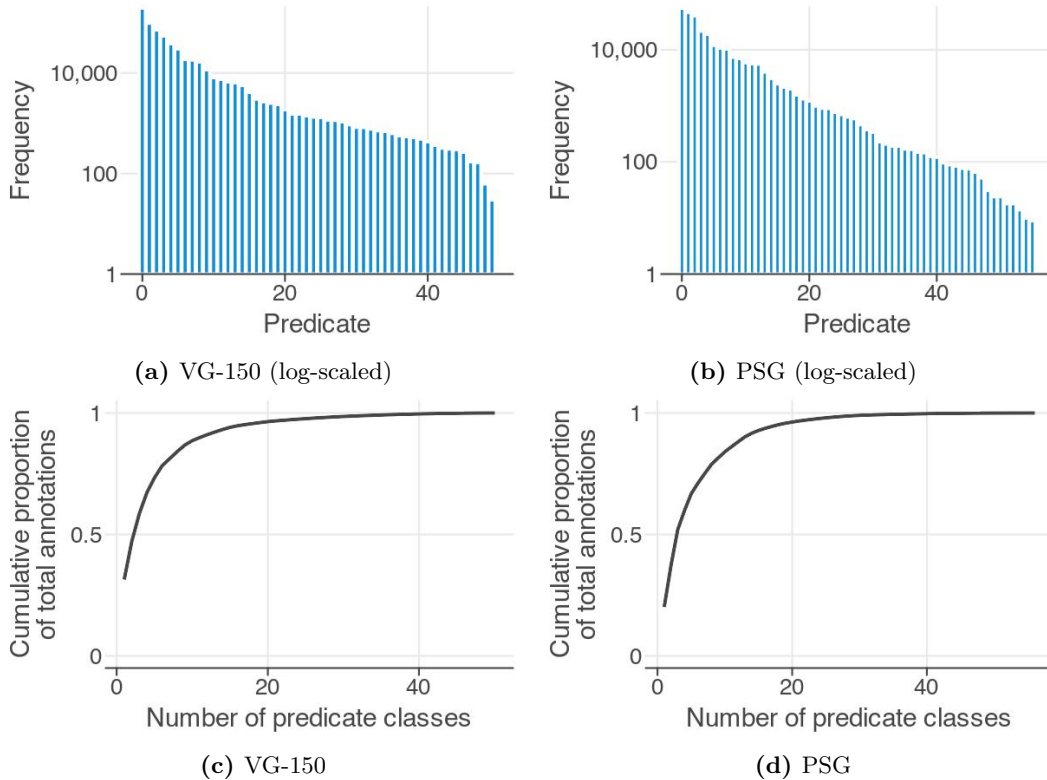 10,000
100
1
Frequency
0 20 40
Predicate
(a) VG-150 (log-scaled)
10,000
100
1
Frequency
0 20 40
Predicate
(b) PSG (log-scaled)
1
0.5
0
Cumulative proportion
of total annotations
0 20 40
Number of predicate classes
(c) VG-150
1
0.5
0
Cumulative proportion
of total annotations
0 20 40
Number of predicate classes
(d) PSG